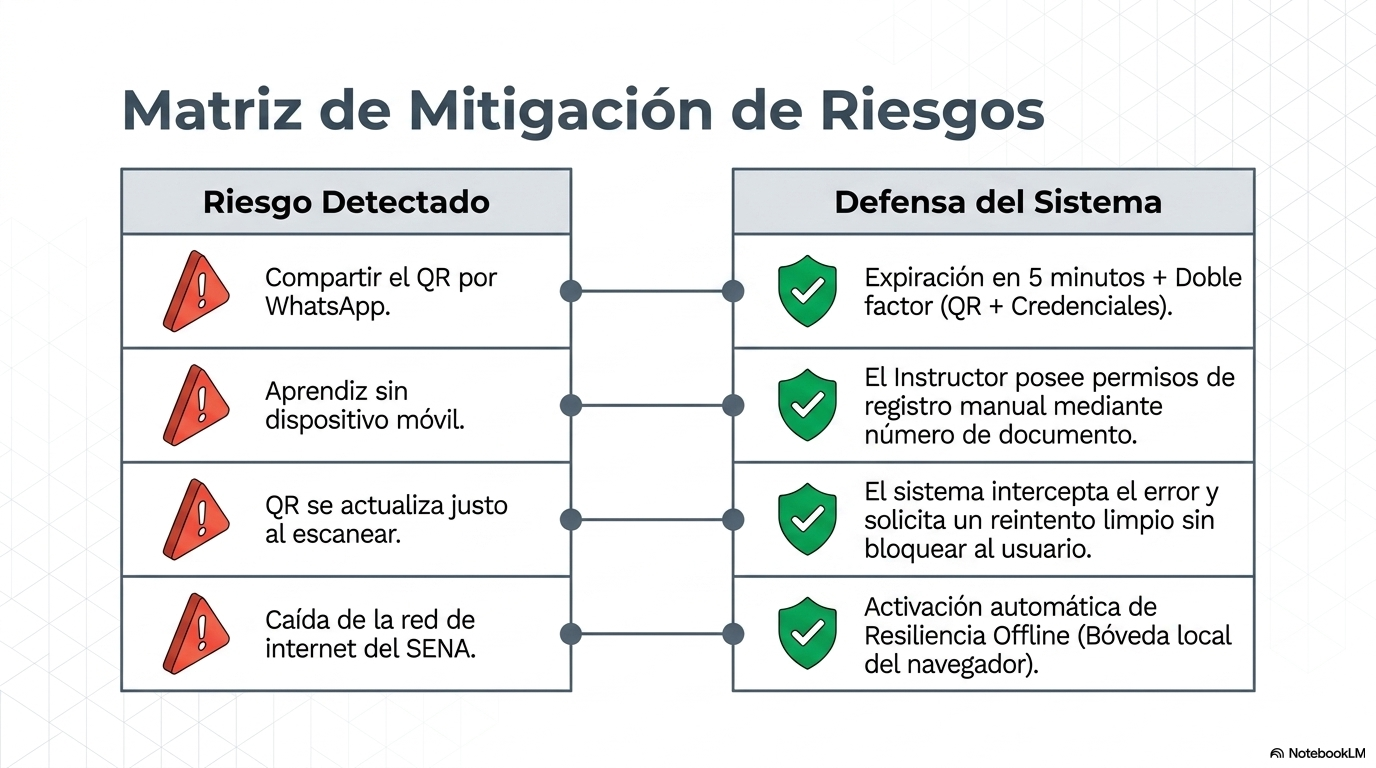 Matriz de Mitigación de Riesgos
Riesgo Detectado
Defensa del Sistema
Compartir el QR por
WhatsApp.
Expiración en 5 minutos + Doble
factor (QR + Credenciales).
Aprendiz sin
dispositivo móvil.
El Instructor posee permisos de
registro manual mediante
número de documento.
QR se actualiza justo
al escanear.
El sistema intercepta el error y
solicita un reintento limpio sin
bloquear al usuario.
Caída de la red de
internet del SENA.
Activación automática de
Resiliencia Offline (Bóveda local
del navegador).
NotebookLM